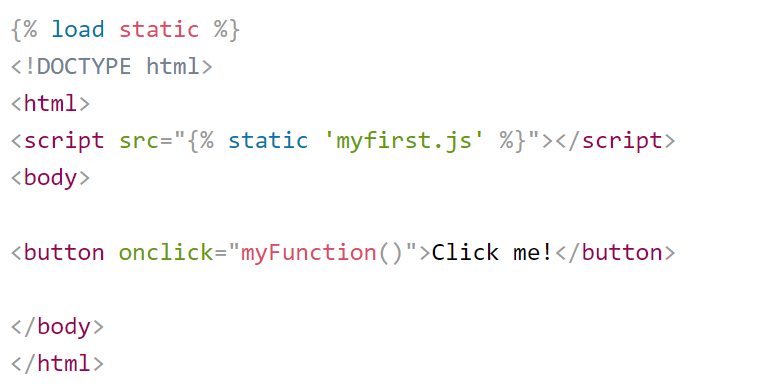 {% load static %}
<!DOCTYPE html>
<html>
<script src="{% static 'myfirst.js' %}"></script>
<body>
<button onclick="myFunction()">Click me!</button>
</body>
</html>